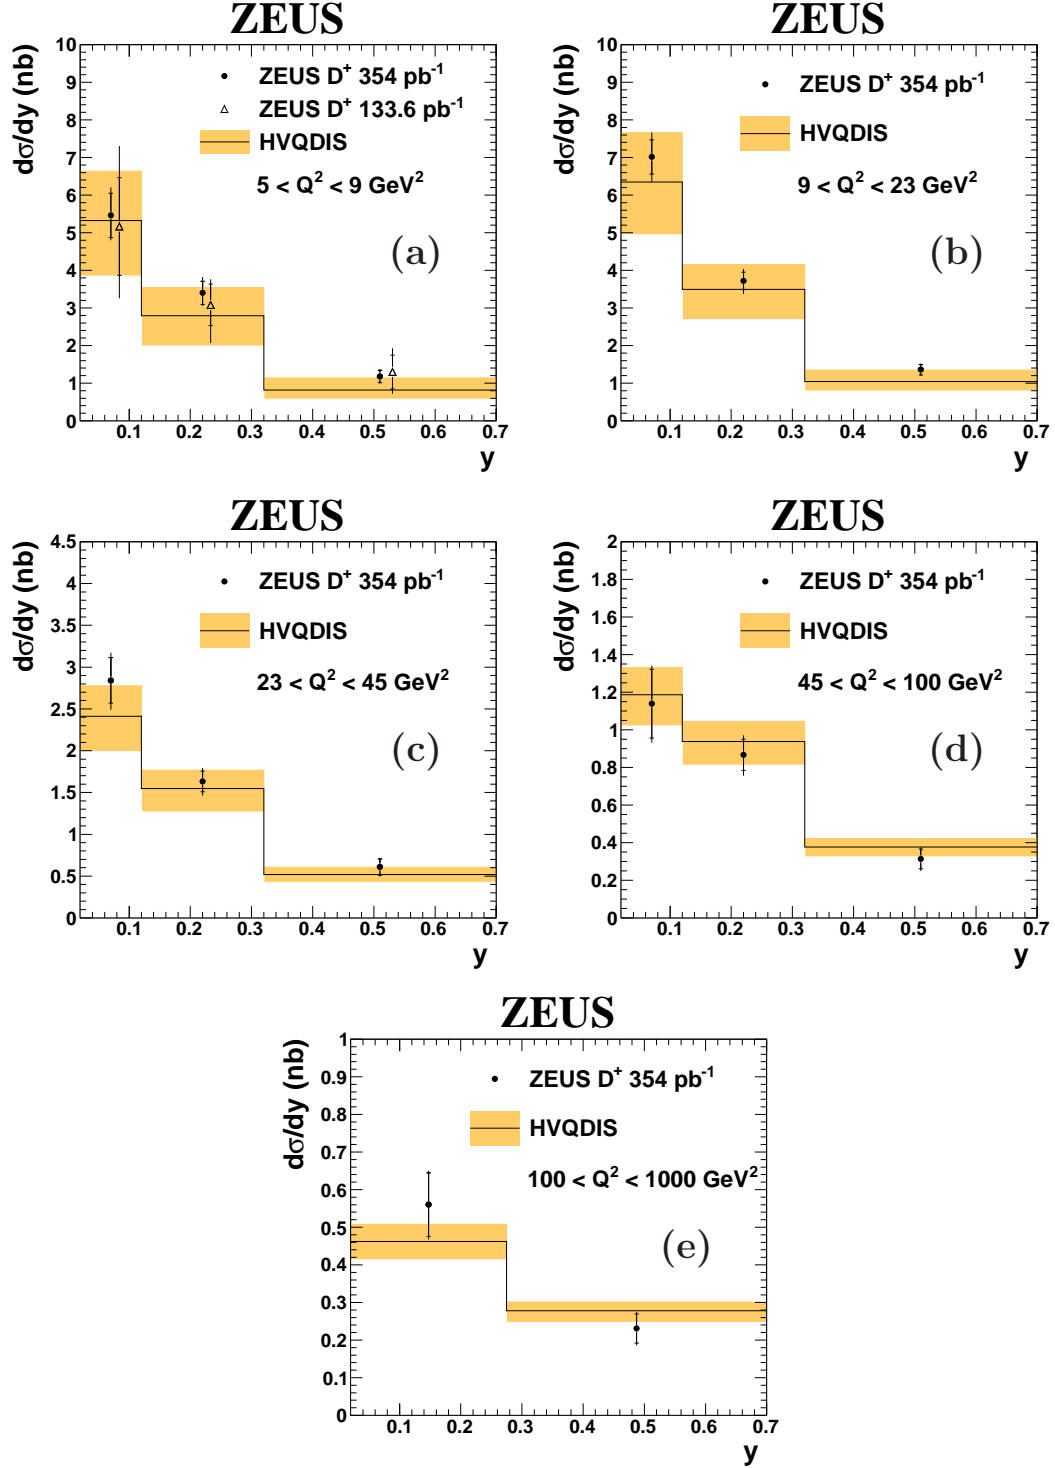 ZEUS
dσ/dy (nb)
10
9
8
7
6
5
4
3
2
1
0
ZEUS D⁺ 354 pb⁻¹
ZEUS D⁺ 133.6 pb⁻¹
HVQDIS
5 < Q² < 9 GeV²
(a)
0.1 0.2 0.3 0.4 0.5 0.6 0.7
y
ZEUS
dσ/dy (nb)
10
9
8
7
6
5
4
3
2
1
0
ZEUS D⁺ 354 pb⁻¹
HVQDIS
9 < Q² < 23 GeV²
(b)
0.1 0.2 0.3 0.4 0.5 0.6 0.7
y
ZEUS
dσ/dy (nb)
4.5
4
3.5
3
2.5
2
1.5
1
0.5
0
ZEUS D⁺ 354 pb⁻¹
HVQDIS
23 < Q² < 45 GeV²
(c)
0.1 0.2 0.3 0.4 0.5 0.6 0.7
y
ZEUS
dσ/dy (nb)
2
1.8
1.6
1.4
1.2
1
0.8
0.6
0.4
0.2
0
ZEUS D⁺ 354 pb⁻¹
HVQDIS
45 < Q² < 100 GeV²
(d)
0.1 0.2 0.3 0.4 0.5 0.6 0.7
y
ZEUS
dσ/dy (nb)
1
0.9
0.8
0.7
0.6
0.5
0.4
0.3
0.2
0.1
0
ZEUS D⁺ 354 pb⁻¹
HVQDIS
100 < Q² < 1000 GeV²
(e)
0.1 0.2 0.3 0.4 0.5 0.6 0.7
y